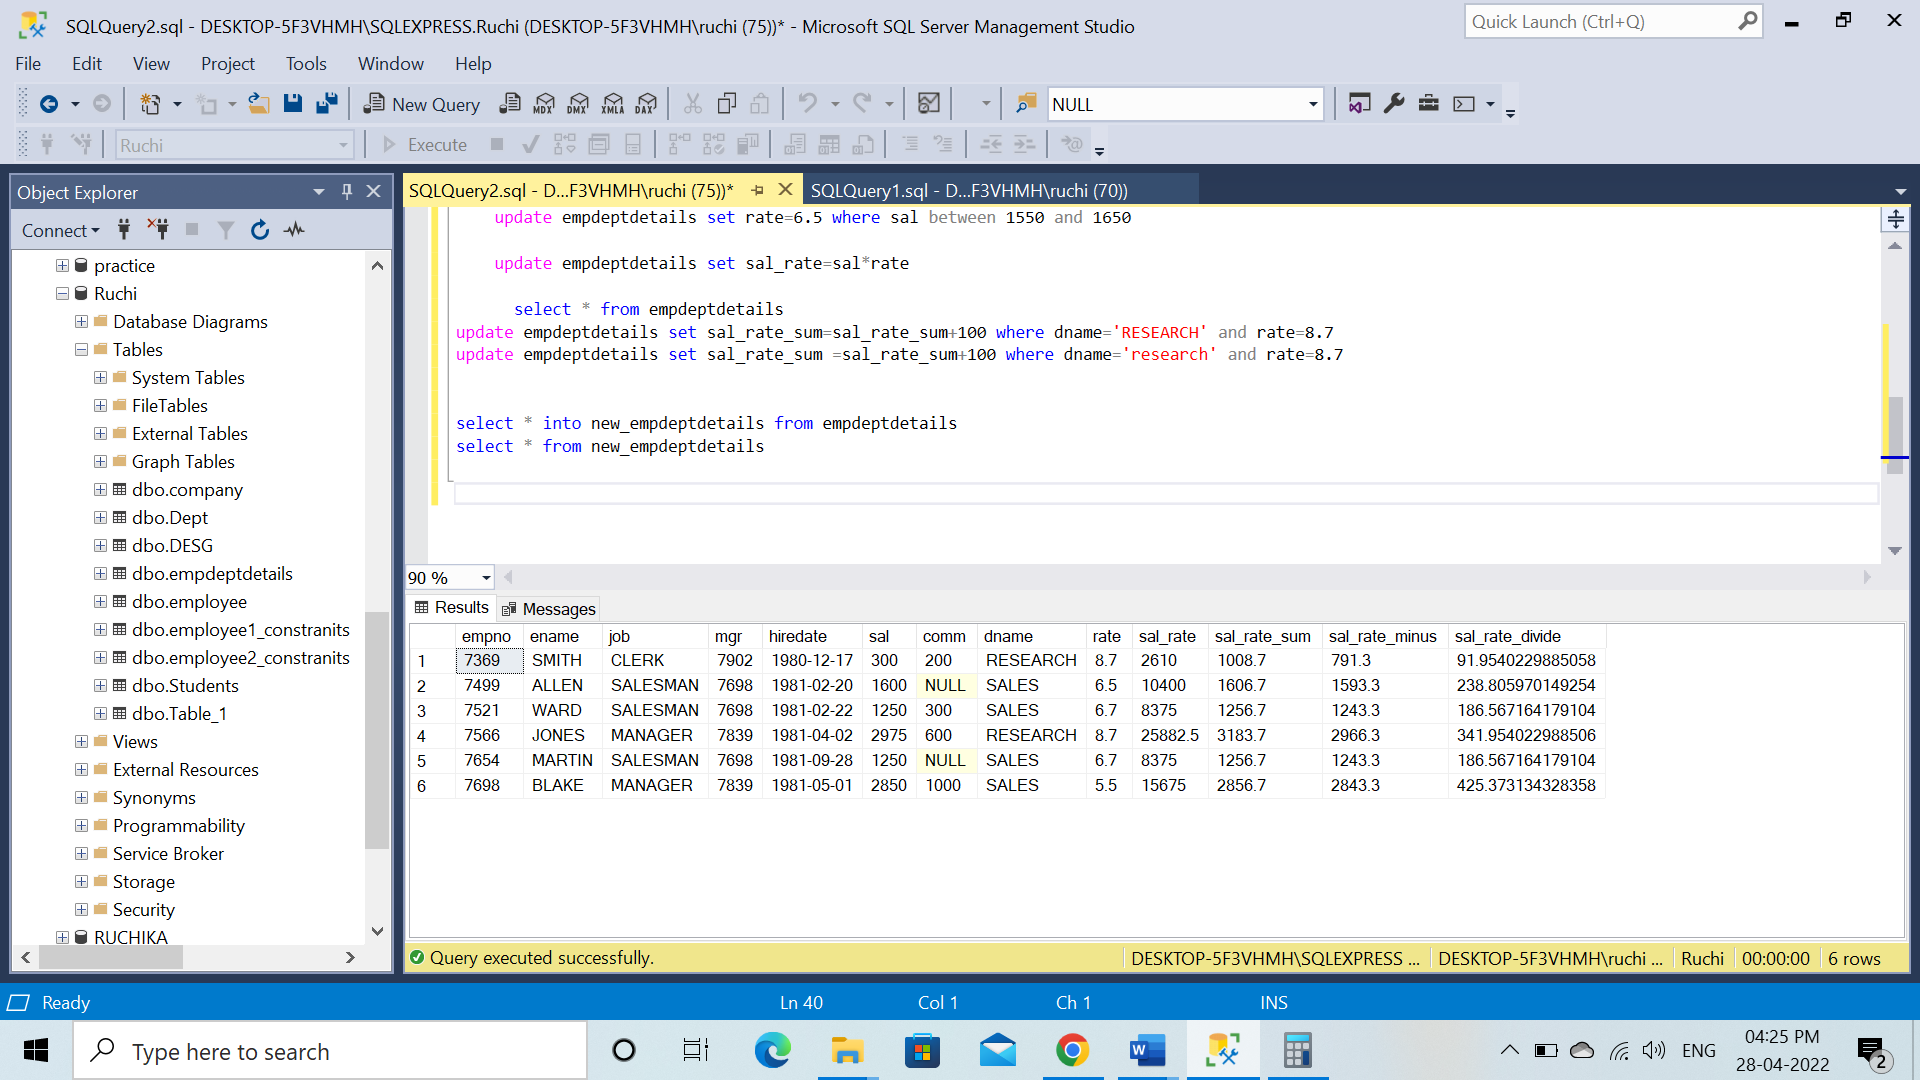 SQLQuery2.sql - DESKTOP-5F3VHMH\SQLEXPRESS.Ruchi (DESKTOP-5F3VHMH\ruchi (75))* - Microsoft SQL Server Management Studio
Quick Launch (Ctrl+Q)
File Edit View Project Tools Window Help
New Query MDX DMX XMLA DAX NULL
Ruchi Execute
Object Explorer
Connect
practice
Ruchi
Database Diagrams
Tables
System Tables
FileTables
External Tables
Graph Tables
dbo.company
dbo.Dept
dbo.DESG
dbo.empdeptdetails
dbo.employee
dbo.employee1_constranits
dbo.employee2_constranits
dbo.Students
dbo.Table_1
Views
External Resources
Synonyms
Programmability
Service Broker
Storage
Security
RUCHIKA
SQLQuery2.sql - D...F3VHMH\ruchi (75))* SQLQuery1.sql - D...F3VHMH\ruchi (70))
update empdeptdetails set rate=6.5 where sal between 1550 and 1650
update empdeptdetails set sal_rate=sal*rate
select * from empdeptdetails
update empdeptdetails set sal_rate_sum=sal_rate_sum+100 where dname='RESEARCH' and rate=8.7
update empdeptdetails set sal_rate_sum =sal_rate_sum+100 where dname='research' and rate=8.7
select * into new_empdeptdetails from empdeptdetails
select * from new_empdeptdetails
90 %
Results Messages
empno ename job mgr hiredate sal comm dname rate sal_rate sal_rate_sum sal_rate_minus sal_rate_divide
1 7369 SMITH CLERK 7902 1980-12-17 300 200 RESEARCH 8.7 2610 1008.7 791.3 91.9540229885058
2 7499 ALLEN SALESMAN 7698 1981-02-20 1600 NULL SALES 6.5 10400 1606.7 1593.3 238.805970149254
3 7521 WARD SALESMAN 7698 1981-02-22 1250 300 SALES 6.7 8375 1256.7 1243.3 186.567164179104
4 7566 JONES MANAGER 7839 1981-04-02 2975 600 RESEARCH 8.7 25882.5 3183.7 2966.3 341.954022988506
5 7654 MARTIN SALESMAN 7698 1981-09-28 1250 NULL SALES 6.7 8375 1256.7 1243.3 186.567164179104
6 7698 BLAKE MANAGER 7839 1981-05-01 2850 1000 SALES 5.5 15675 2856.7 2843.3 425.373134328358
Query executed successfully. DESKTOP-5F3VHMH\SQLEXPRESS ... DESKTOP-5F3VHMH\ruchi ... Ruchi 00:00:00 6 rows
Ready Ln 40 Col 1 Ch 1 INS
Type here to search
W
ENG
04:25 PM
28-04-2022
2